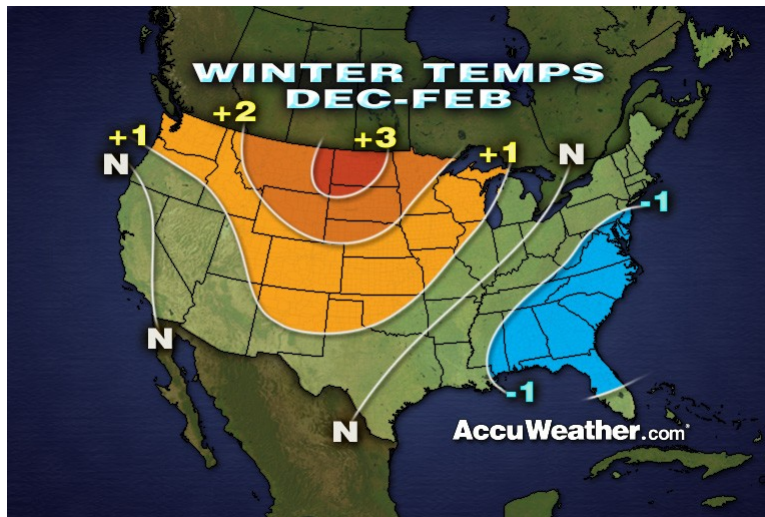 WINTER TEMPS
DEC-FEB
+2
+1
+3
+1
N
N
-1
N
-1
N
AccuWeather.com